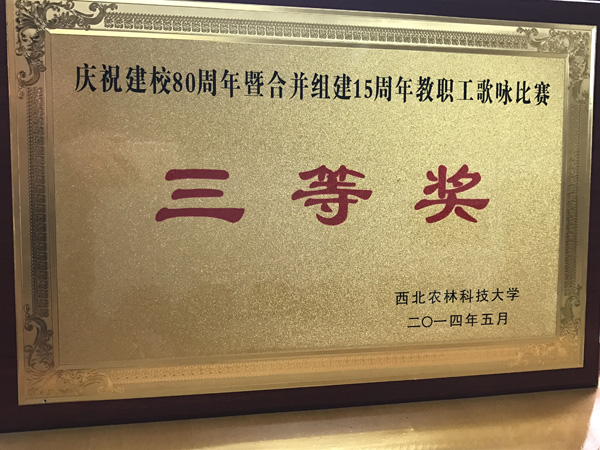 庆祝建校80周年暨合并组建15周年教职工歌咏比赛
三等奖
西北农林科技大学
二〇一四年五月